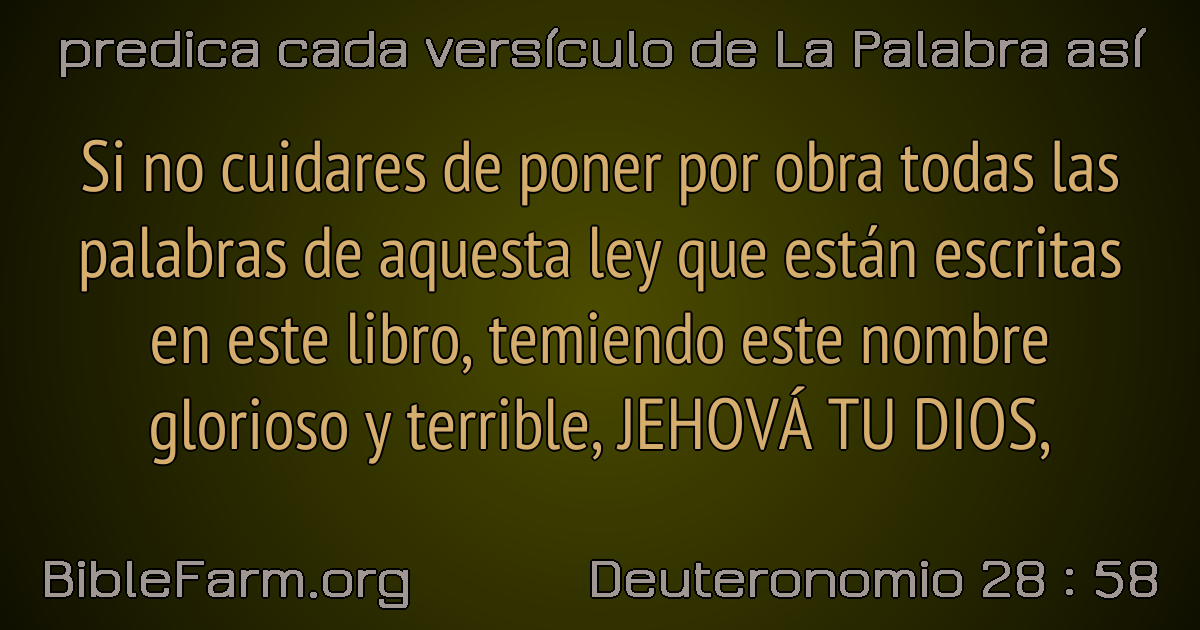 predica cada versículo de La Palabra así
Si no cuidares de poner por obra todas las
palabras de aquesta ley que están escritas
en este libro, temiendo este nombre
glorioso y terrible, JEHOVÁ TU DIOS,
BibleFarm.org
Deuteronomio 28 : 58